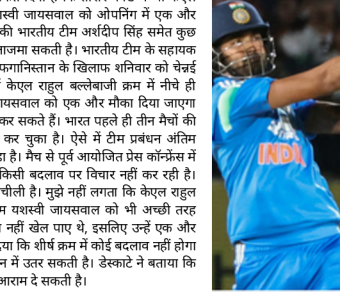 शस्वी जायसवाल को ओपनिंग में एक और
की भारतीय टीम अर्शदीप सिंह समेत कुछ
ाजमा सकती है। भारतीय टीम के सहायक
फगानिस्तान के खिलाफ शनिवार को चेन्नई
केएल राहुल बल्लेबाजी क्रम में नीचे ही
ायसवाल को एक और मौका दिया जाएगा
कर सकते हैं। भारत पहले ही तीन मैचों की
कर चुका है। ऐसे में टीम प्रबंधन अंतिम
है। मैच से पूर्व आयोजित प्रेस कॉन्फ्रेंस में
किसी बदलाव पर विचार नहीं कर रही है।
चीली है। मुझे नहीं लगता कि केएल राहुल
यशस्वी जायसवाल को भी अच्छी तरह
नहीं खेल पाए थे, इसलिए उन्हें एक और
या कि शीर्ष क्रम में कोई बदलाव नहीं होगा
न में उतर सकती है। डेस्काटे ने बताया कि
आराम दे सकती है।
INDI